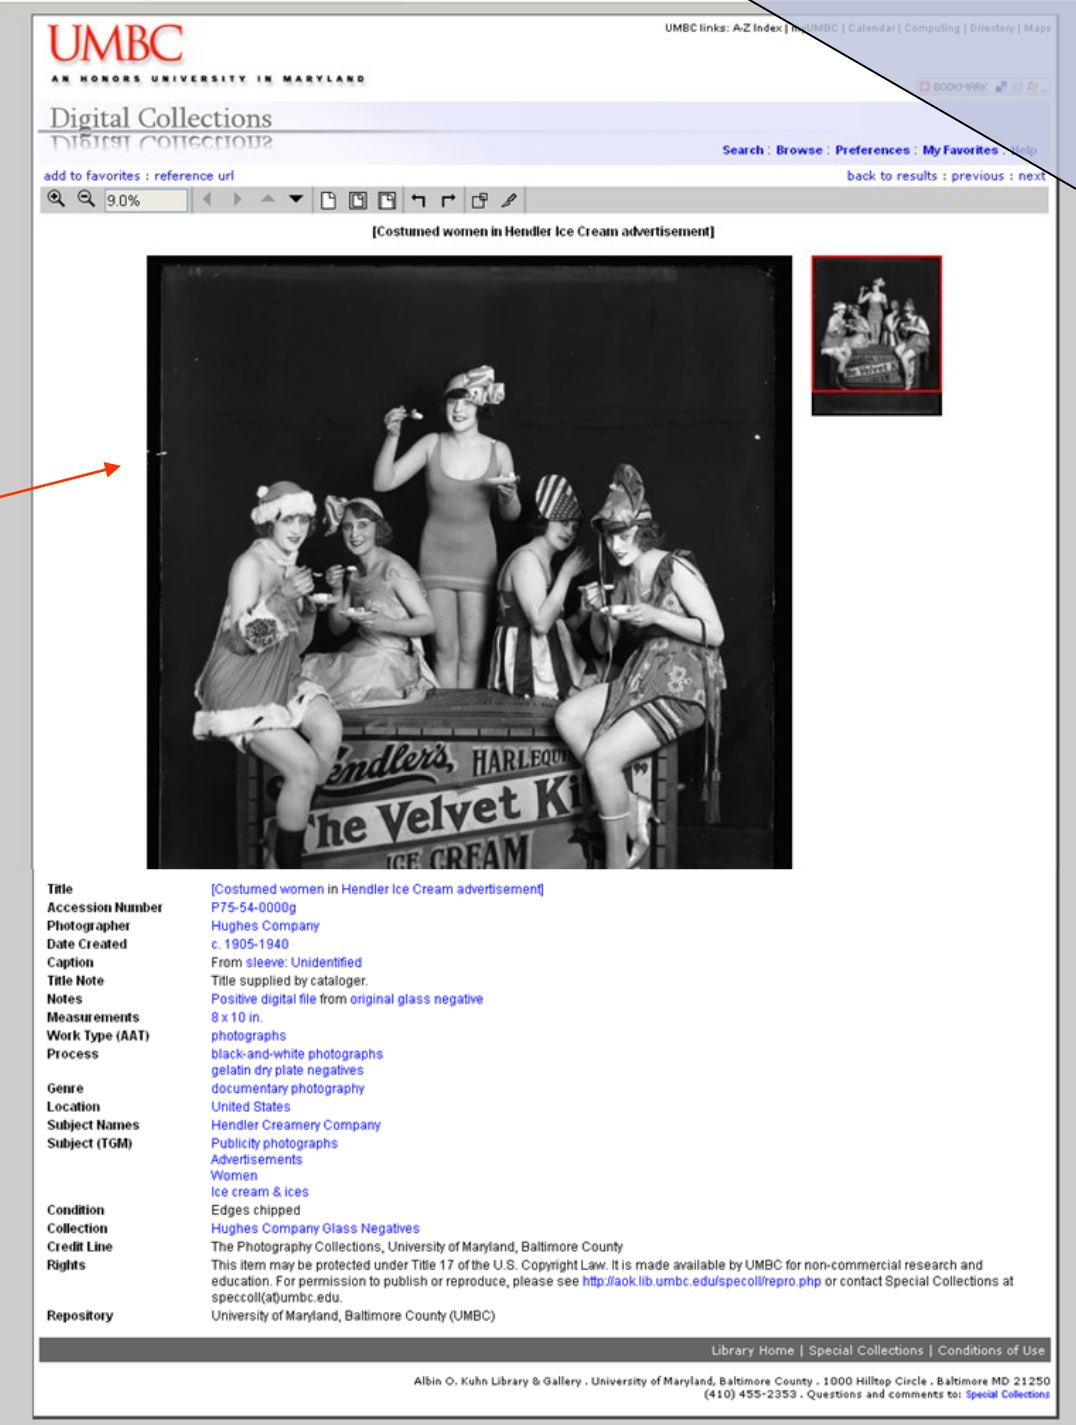 UMBC links: A-Z Index | myUMBC | Calendar | Computing | Directory | Maps
UMBC
AN HONORS UNIVERSITY IN MARYLAND
BOOKMARK
Digital Collections
Search : Browse : Preferences : My Favorites : Help
add to favorites : reference url
back to results : previous : next
9.0%
[Costumed women in Hendler Ice Cream advertisement]
Hendler's HARLEQUI
The Velvet Ki "
ICE CREAM
The Velvet K
Title [Costumed women in Hendler Ice Cream advertisement]
Accession Number P75-54-0000g
Photographer Hughes Company
Date Created c. 1905-1940
Caption From sleeve: Unidentified
Title Note Title supplied by cataloger.
Notes Positive digital file from original glass negative
Measurements 8 x 10 in.
Work Type (AAT) photographs
Process black-and-white photographs
gelatin dry plate negatives
Genre documentary photography
Location United States
Subject Names Hendler Creamery Company
Subject (TGM) Publicity photographs
Advertisements
Women
Ice cream & ices
Condition Edges chipped
Collection Hughes Company Glass Negatives
Credit Line The Photography Collections, University of Maryland, Baltimore County
Rights This item may be protected under Title 17 of the U.S. Copyright Law. It is made available by UMBC for non-commercial research and
education. For permission to publish or reproduce, please see http://aok.lib.umbc.edu/specoll/repro.php or contact Special Collections at
speccoll(at)umbc.edu.
Repository University of Maryland, Baltimore County (UMBC)
Library Home | Special Collections | Conditions of Use
Albin O. Kuhn Library & Gallery . University of Maryland, Baltimore County . 1000 Hilltop Circle . Baltimore MD 21250
(410) 455-2353 . Questions and comments to: Special Collections